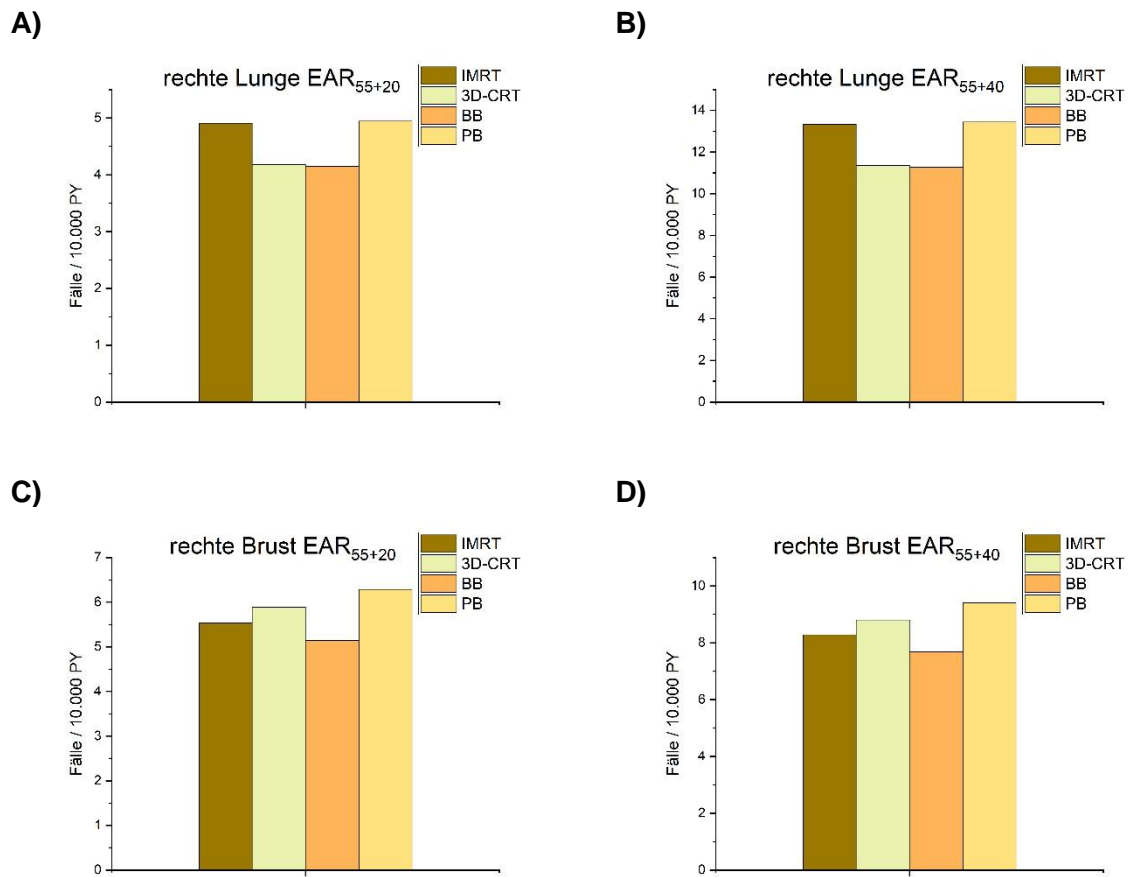 A)
rechte Lunge EAR55+20
IMRT
3D-CRT
BB
PB
Fälle / 10.000 PY
5
4
3
2
1
0
B)
rechte Lunge EAR55+40
IMRT
3D-CRT
BB
PB
Fälle / 10.000 PY
14
12
10
8
6
4
2
0
C)
rechte Brust EAR55+20
IMRT
3D-CRT
BB
PB
Fälle / 10.000 PY
7
6
5
4
3
2
1
0
D)
rechte Brust EAR55+40
IMRT
3D-CRT
BB
PB
Fälle / 10.000 PY
10
8
6
4
2
0